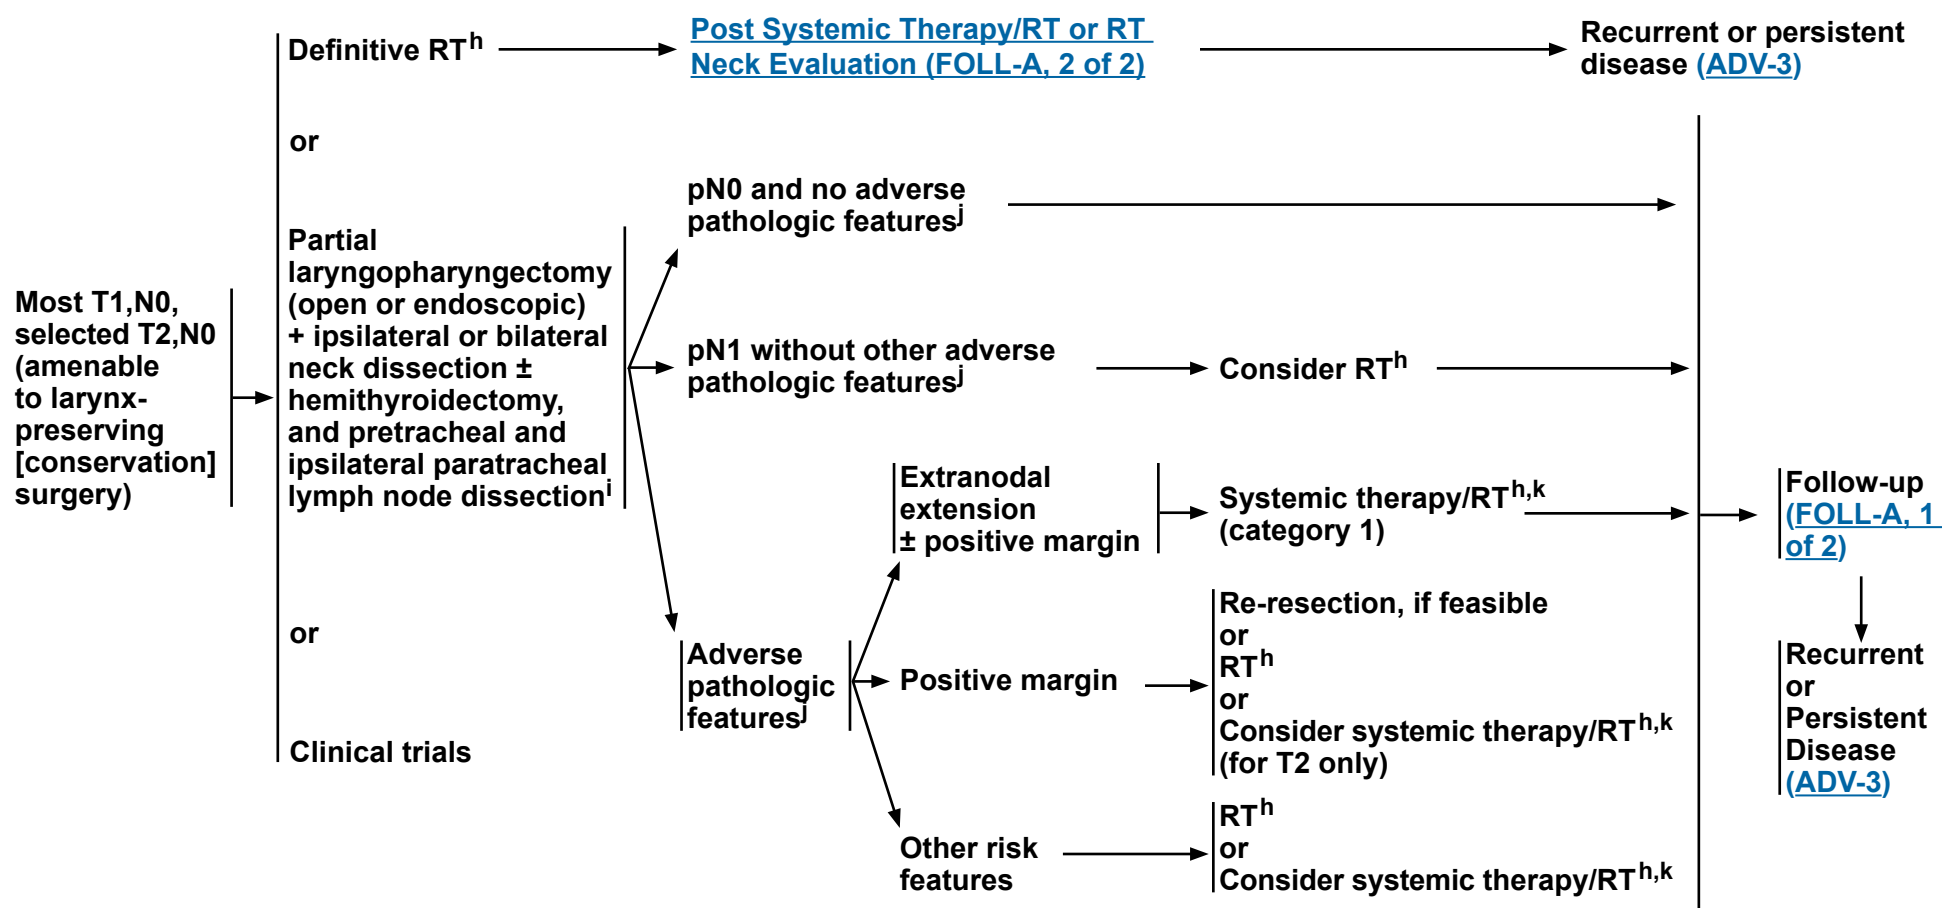 Most T1,N0,
selected T2,N0
(amenable
to larynx-
preserving
[conservation]
surgery)
Definitive RTh
or
Partial
laryngopharyngectomy
(open or endoscopic)
+ ipsilateral or bilateral
neck dissection ±
hemithyroidectomy,
and pretracheal and
ipsilateral paratracheal
lymph node dissectioni
or
Clinical trials
Post Systemic Therapy/RT or RT
Neck Evaluation (FOLL-A, 2 of 2)
Recurrent or persistent
disease (ADV-3)
pN0 and no adverse
pathologic featuresj
pN1 without other adverse
pathologic featuresj
Consider RTh
Adverse
pathologic
featuresj
Extranodal
extension
± positive margin
Systemic therapy/RTh,k
(category 1)
Positive margin
Re-resection, if feasible
or
RTh
or
Consider systemic therapy/RTh,k
(for T2 only)
Other risk
features
RTh
or
Consider systemic therapy/RTh,k
Follow-up
(FOLL-A, 1
of 2)
Recurrent
or
Persistent
Disease
(ADV-3)